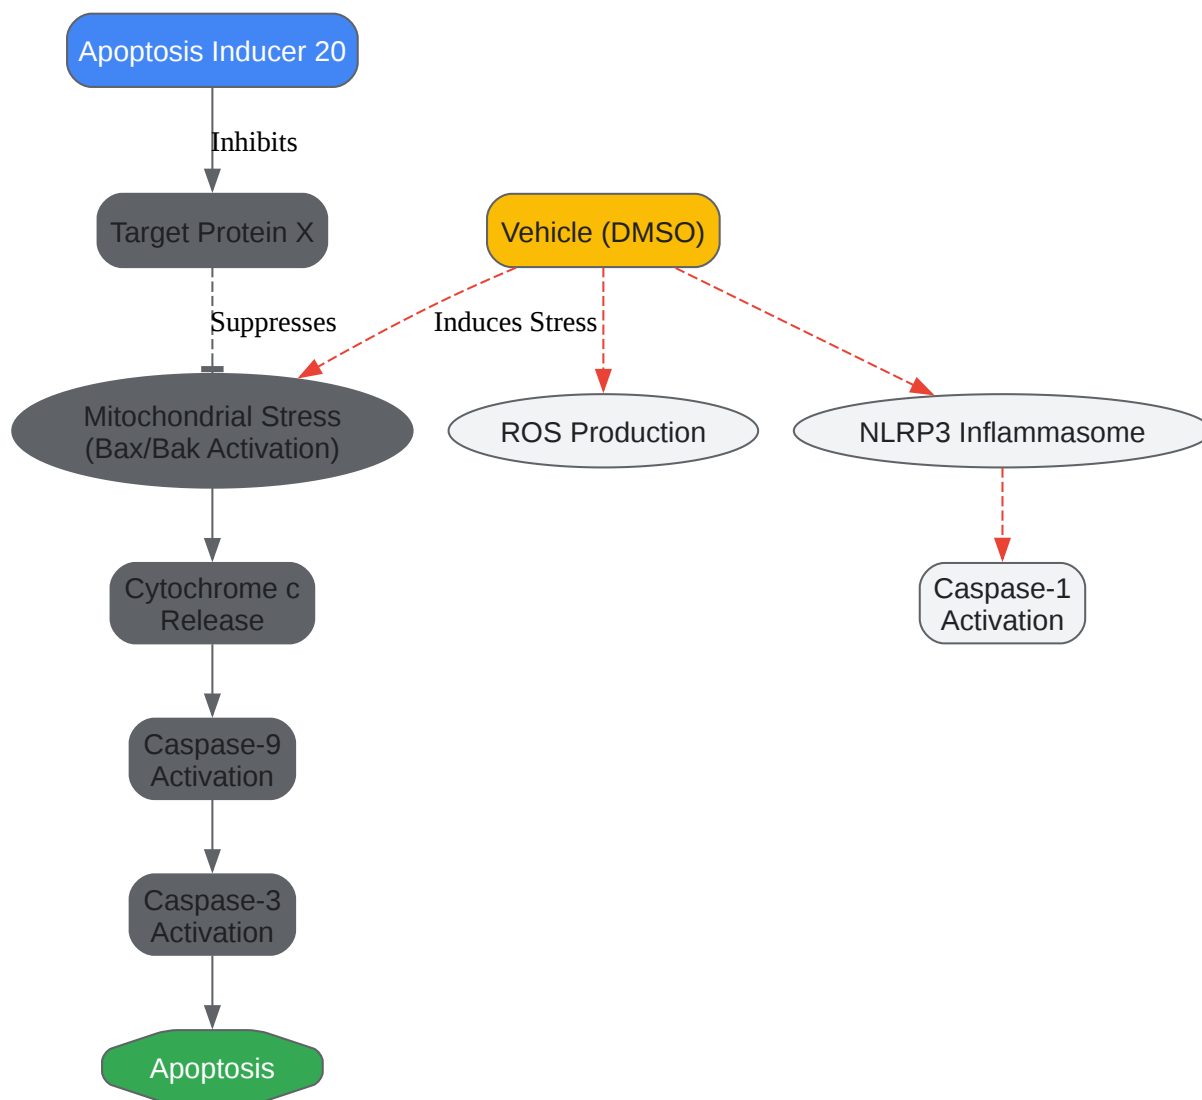 Apoptosis Inducer 20
Inhibits
Target Protein X
Vehicle (DMSO)
Suppresses
Induces Stress
Mitochondrial Stress
(Bax/Bak Activation)
ROS Production
NLRP3 Inflammasome
Cytochrome c
Release
Caspase-1
Activation
Caspase-9
Activation
Caspase-3
Activation
Apoptosis